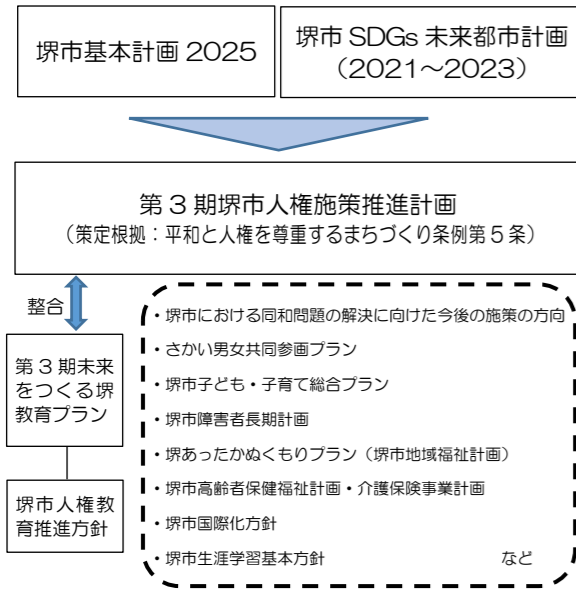 堺市基本計画 2025
堺市 SDGs 未来都市計画
（2021～2023）
第３期堺市人権施策推進計画
（策定根拠：平和と人権を尊重するまちづくり条例第５条）
整合
第３期未来
をつくる堺
教育プラン
堺市人権教
育推進方針
・堺市における同和問題の解決に向けた今後の施策の方向
・さかい男女共同参画プラン
・堺市子ども・子育て総合プラン
・堺市障害者長期計画
・堺あったかぬくもりプラン（堺市地域福祉計画）
・堺市高齢者保健福祉計画・介護保険事業計画
・堺市国際化方針
・堺市生涯学習基本方針 など